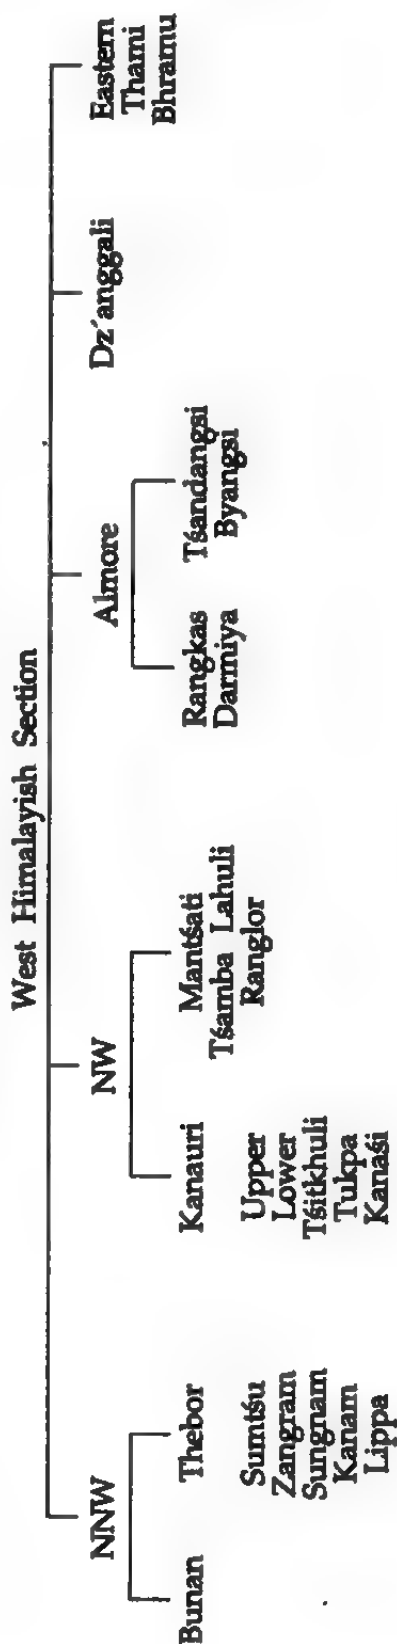 West Himalayish Section
NNW
NW
Almore
Dz´anggali
Eastern
Thami
Bhramu
Bunan
Thebor
Kanauri
Mantśati
Tśamba Lahuli
Ranglor
Rangkas
Darmiya
Tśandangsi
Byangsi
Sumtśu
Zangram
Sungnam
Kanam
Lippa
Upper
Lower
Tśitkhuli
Tukpa
Kanaśi